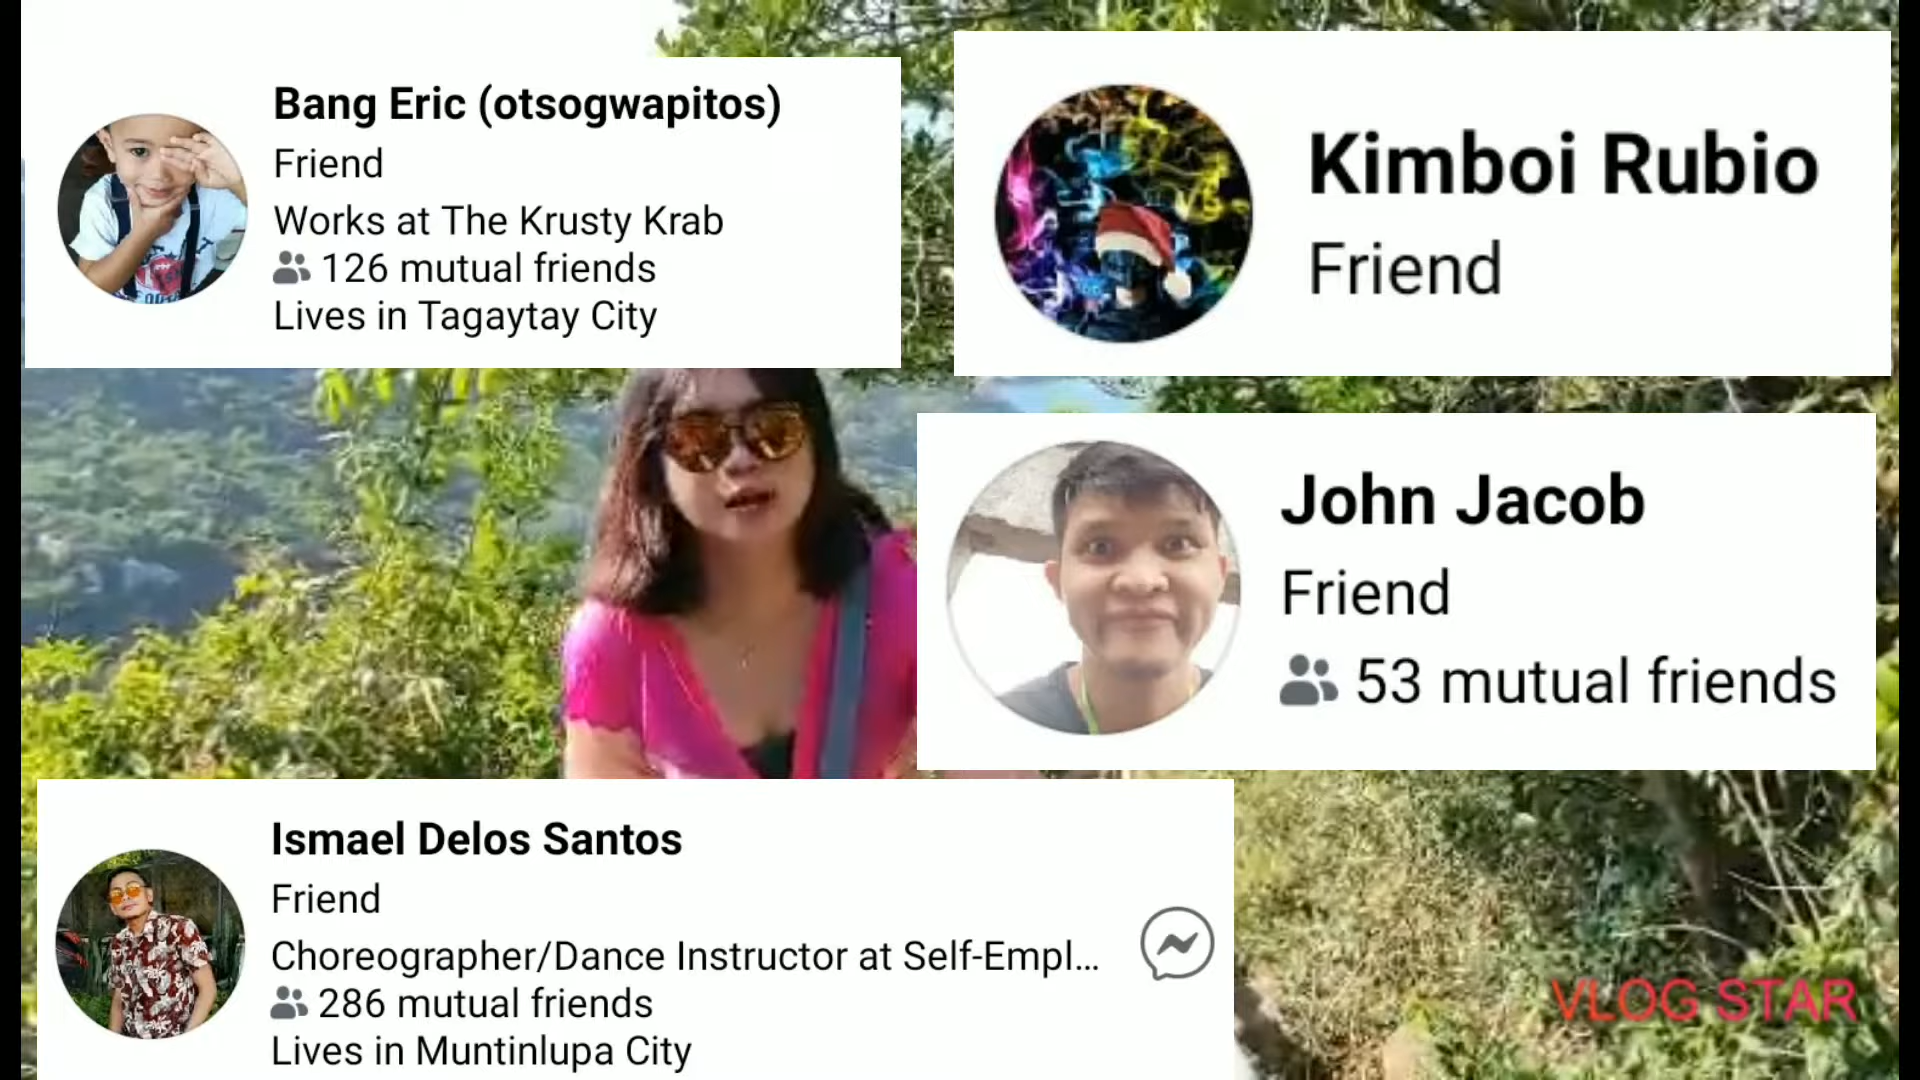 Bang Eric (otsogwapitos)
Friend
Works at The Krusty Krab
126 mutual friends
Lives in Tagaytay City
Kimboi Rubio
Friend
John Jacob
Friend
53 mutual friends
Ismael Delos Santos
Friend
Choreographer/Dance Instructor at Self-Empl...
286 mutual friends
Lives in Muntinlupa City
VLOG STAR